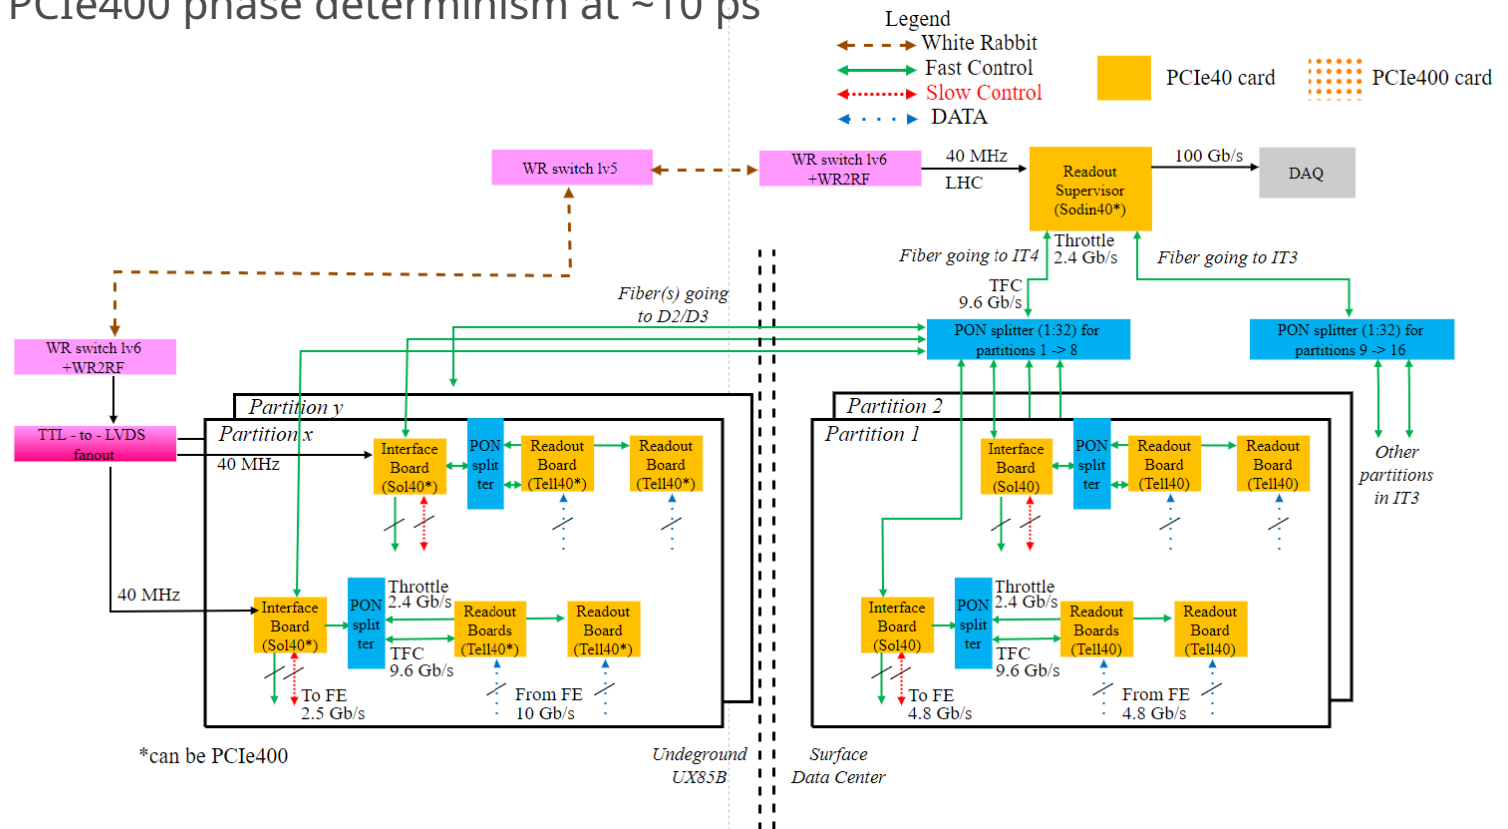 PCIe400 phase determinism at ~10 ps
Legend
White Rabbit
Fast Control
Slow Control
DATA
PCIe40 card
PCIe400 card
WR switch lv5
WR switch lv6
+WR2RF
40 MHz
LHC
Readout
Supervisor
(Sodin40*)
100 Gb/s
DAQ
Fiber going to IT4
Throttle
2.4 Gb/s
Fiber going to IT3
TFC
9.6 Gb/s
Fiber(s) going
to D2/D3
PON splitter (1:32) for
partitions 1 -> 8
PON splitter (1:32) for
partitions 9 -> 16
WR switch lv6
+WR2RF
TTL - to - LVDS
fanout
40 MHz
40 MHz
Partition y
Partition x
Interface
Board
(Sol40*)
PON
split
ter
Readout
Board
(Tell40*)
Readout
Board
(Tell40*)
Interface
Board
(Sol40*)
PON
split
ter
Throttle
2.4 Gb/s
TFC
9.6 Gb/s
Readout
Boards
(Tell40*)
Readout
Board
(Tell40*)
To FE
2.5 Gb/s
From FE
10 Gb/s
Partition 2
Partition 1
Interface
Board
(Sol40)
PON
split
ter
Readout
Board
(Tell40)
Readout
Board
(Tell40)
Interface
Board
(Sol40)
PON
split
ter
Throttle
2.4 Gb/s
TFC
9.6 Gb/s
Readout
Boards
(Tell40)
Readout
Board
(Tell40)
To FE
4.8 Gb/s
From FE
4.8 Gb/s
Other
partitions
in IT3
*can be PCIe400
Undeground
UX85B
Surface
Data Center